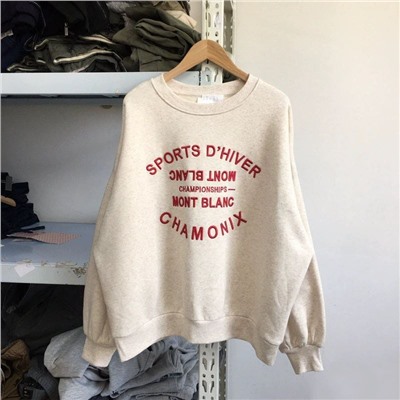 SPORTS D'HIVER
MONT BLANC
CHAMPIONSHIPS—
MONT BLANC
CHAMONIX